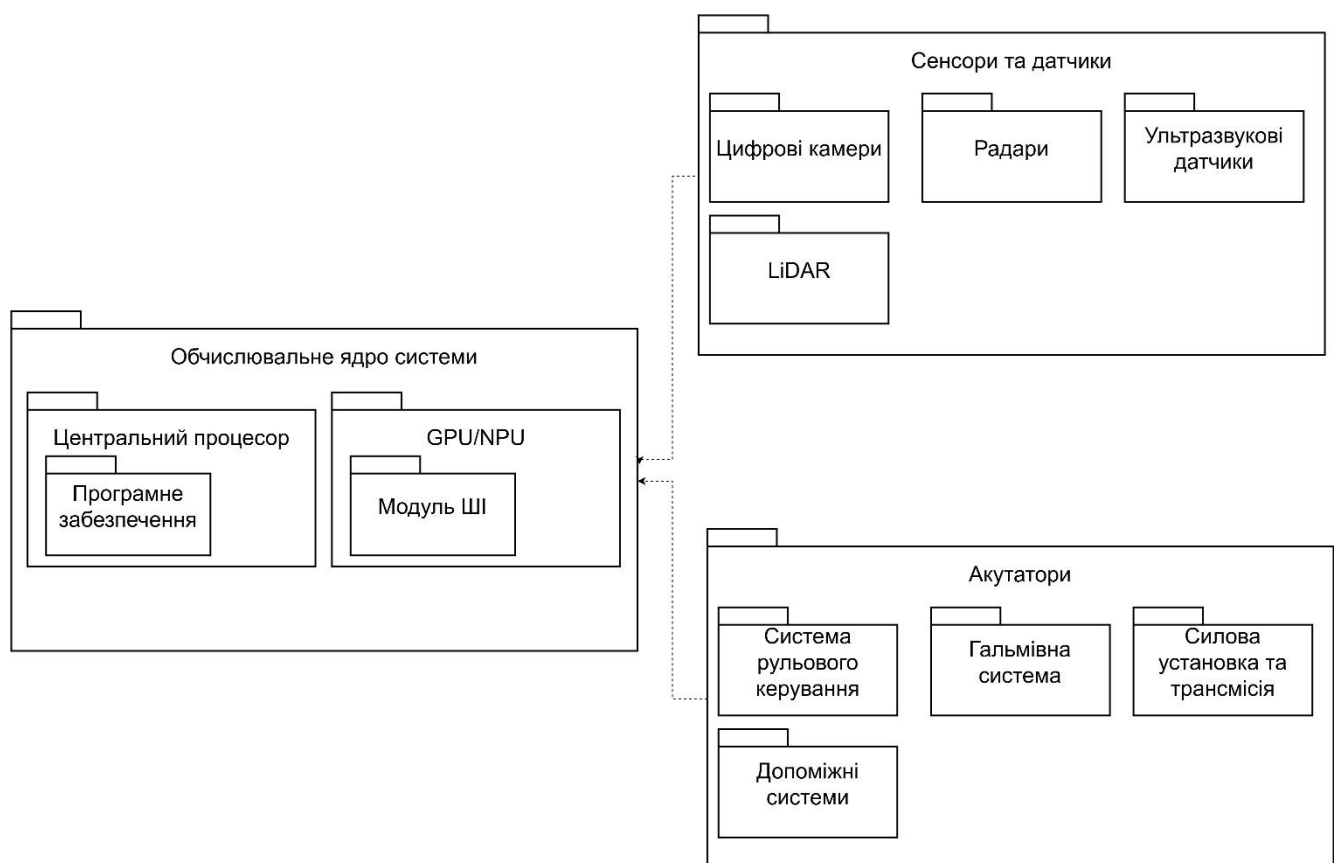 Сенсори та датчики
Цифрові камери
Радари
Ультразвукові
датчики
LiDAR
Обчислювальне ядро системи
Центральний процесор
Програмне
забезпечення
GPU/NPU
Модуль ШІ
Акутатори
Система
рульового
керування
Гальмівна
система
Силова
установка та
трансмісія
Допоміжні
системи